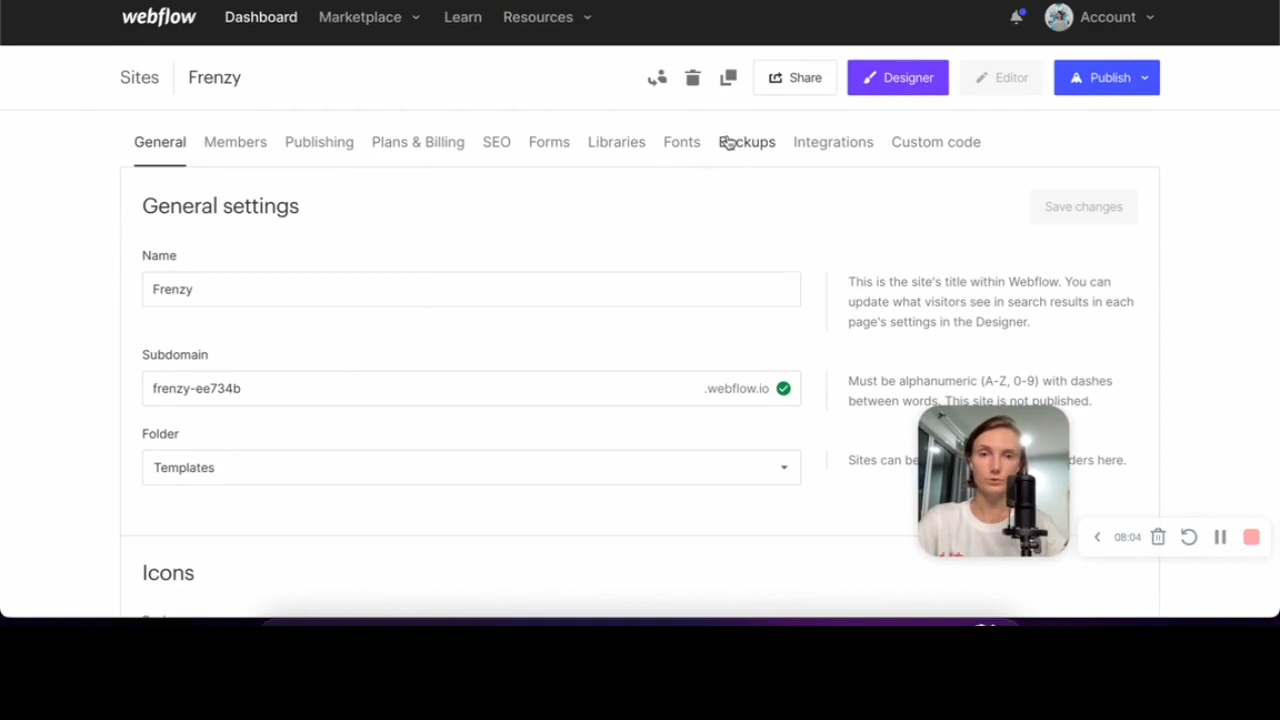 webflow Dashboard Marketplace Learn Resources Account
Sites Frenzy Share Designer Editor Publish
General Members Publishing Plans & Billing SEO Forms Libraries Fonts Backups Integrations Custom code
General settings
Save changes
Name
Frenzy
This is the site's title within Webflow. You can
update what visitors see in search results in each
page's settings in the Designer.
Subdomain
frenzy-ee734b .webflow.io
Must be alphanumeric (A-Z, 0-9) with dashes
between words. This site is not published.
Folder
Templates
Sites can be ders here.
08:04
Icons